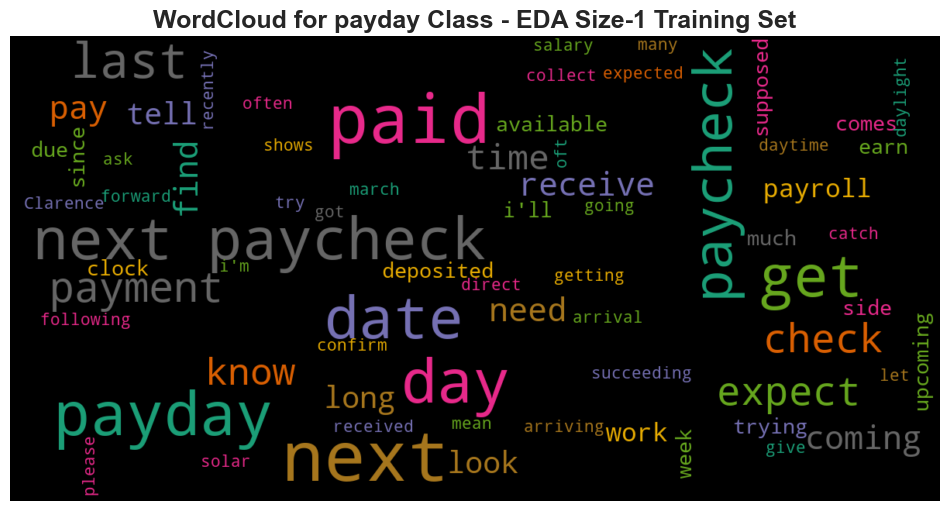 WordCloud for payday Class - EDA Size-1 Training Set
last
salary
many
collect
expected
supposed
daylight
recently
often
pay
tell
paid
available
paycheck
comes
daytime
earn
due
since
ask
shows
time
oft
find
receive
payroll
Clarence
forward
march
try
got
i'll
going
next paycheck
much
catch
clock
i'm
deposited
direct
getting
get
payment
side
following
date
need
arrival
confirm
check
upcoming
know
day
succeeding
let
long
expect
payday
received
mean
arriving
work
trying
coming
give
please
solar
next
look
week